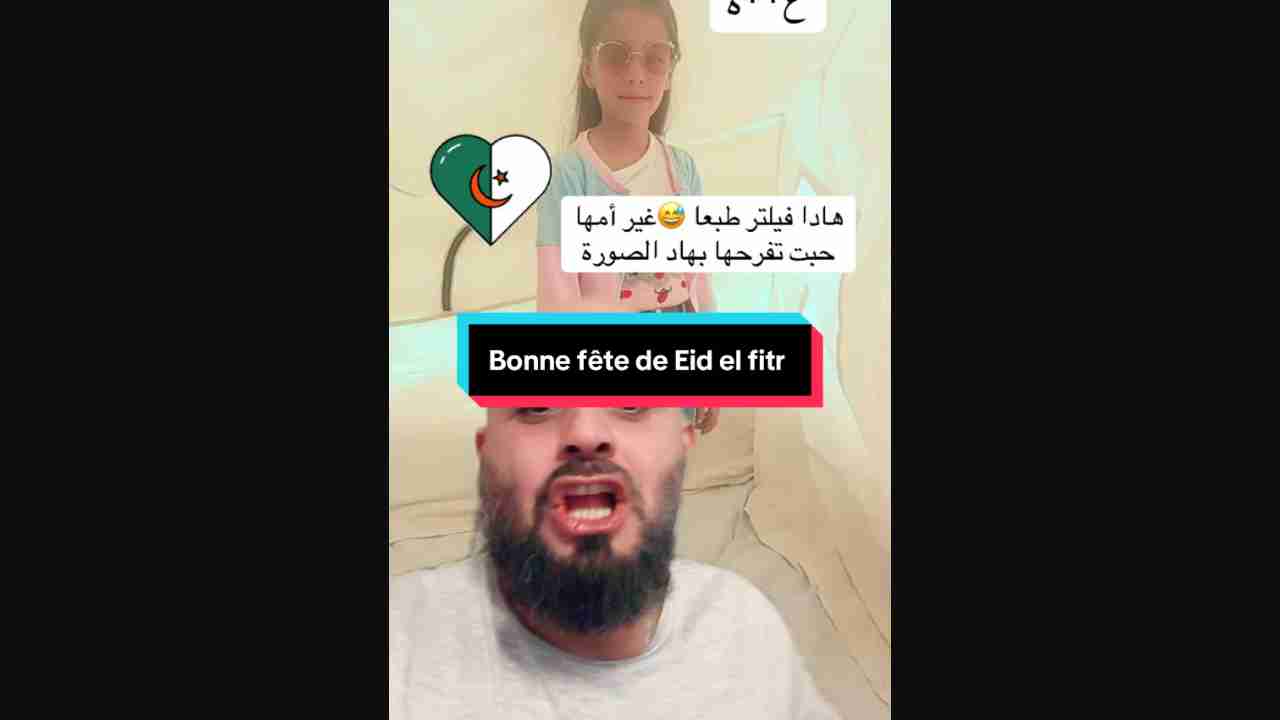 هادا فيلتر طبعا 😅غير أمها
حبت تفرحها بهاد الصورة
Bonne fête de Eid el fitr